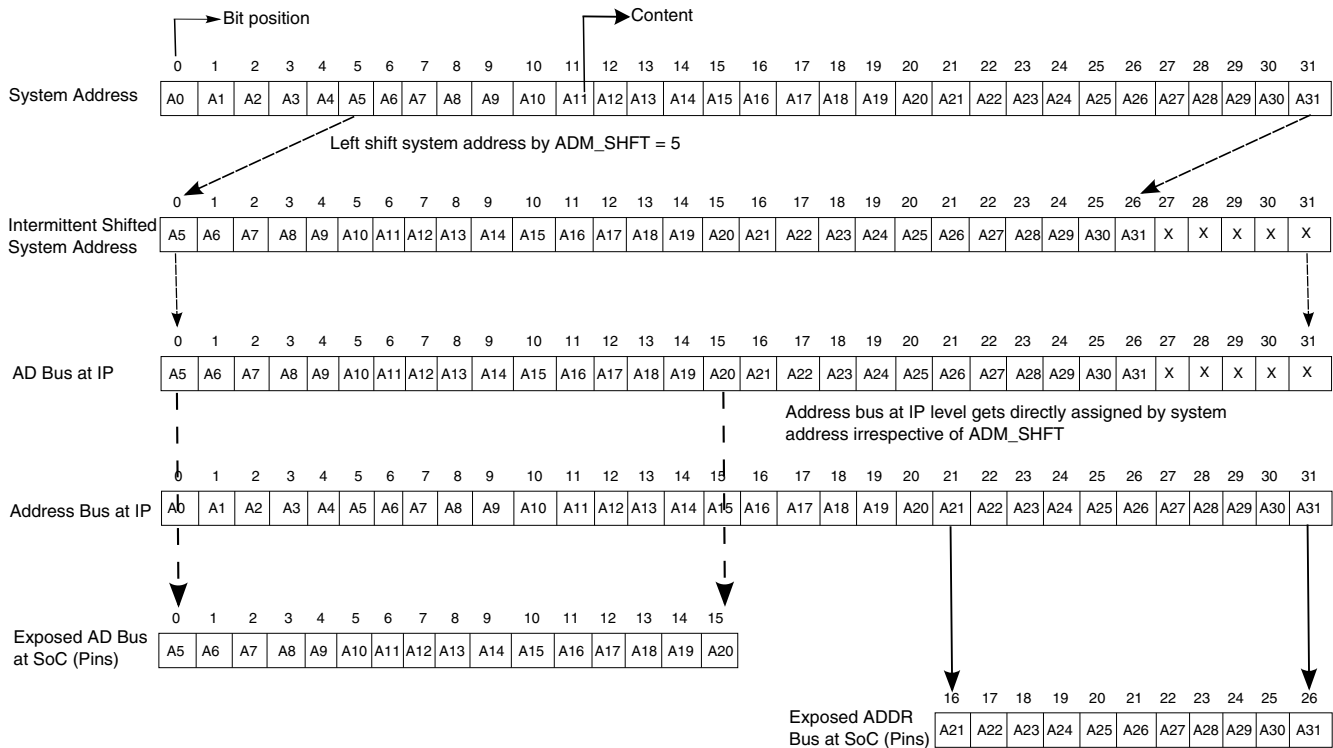 Bit position
Content
0 1 2 3 4 5 6 7 8 9 10 11 12 13 14 15 16 17 18 19 20 21 22 23 24 25 26 27 28 29 30 31
System Address
A0 A1 A2 A3 A4 A5 A6 A7 A8 A9 A10 A11 A12 A13 A14 A15 A16 A17 A18 A19 A20 A21 A22 A23 A24 A25 A26 A27 A28 A29 A30 A31
Left shift system address by ADM_SHFT = 5
0 1 2 3 4 5 6 7 8 9 10 11 12 13 14 15 16 17 18 19 20 21 22 23 24 25 26 27 28 29 30 31
Intermittent Shifted
System Address
A5 A6 A7 A8 A9 A10 A11 A12 A13 A14 A15 A16 A17 A18 A19 A20 A21 A22 A23 A24 A25 A26 A27 A28 A29 A30 A31 X X X X X
0 1 2 3 4 5 6 7 8 9 10 11 12 13 14 15 16 17 18 19 20 21 22 23 24 25 26 27 28 29 30 31
AD Bus at IP
A5 A6 A7 A8 A9 A10 A11 A12 A13 A14 A15 A16 A17 A18 A19 A20 A21 A22 A23 A24 A25 A26 A27 A28 A29 A30 A31 X X X X X
Address bus at IP level gets directly assigned by system
address irrespective of ADM_SHFT
0 1 2 3 4 5 6 7 8 9 10 11 12 13 14 15 16 17 18 19 20 21 22 23 24 25 26 27 28 29 30 31
Address Bus at IP
A0 A1 A2 A3 A4 A5 A6 A7 A8 A9 A10 A11 A12 A13 A14 A15 A16 A17 A18 A19 A20 A21 A22 A23 A24 A25 A26 A27 A28 A29 A30 A31
0 1 2 3 4 5 6 7 8 9 10 11 12 13 14 15
Exposed AD Bus
at SoC (Pins)
A5 A6 A7 A8 A9 A10 A11 A12 A13 A14 A15 A16 A17 A18 A19 A20
16 17 18 19 20 21 22 23 24 25 26
Exposed ADDR
Bus at SoC (Pins)
A21 A22 A23 A24 A25 A26 A27 A28 A29 A30 A31